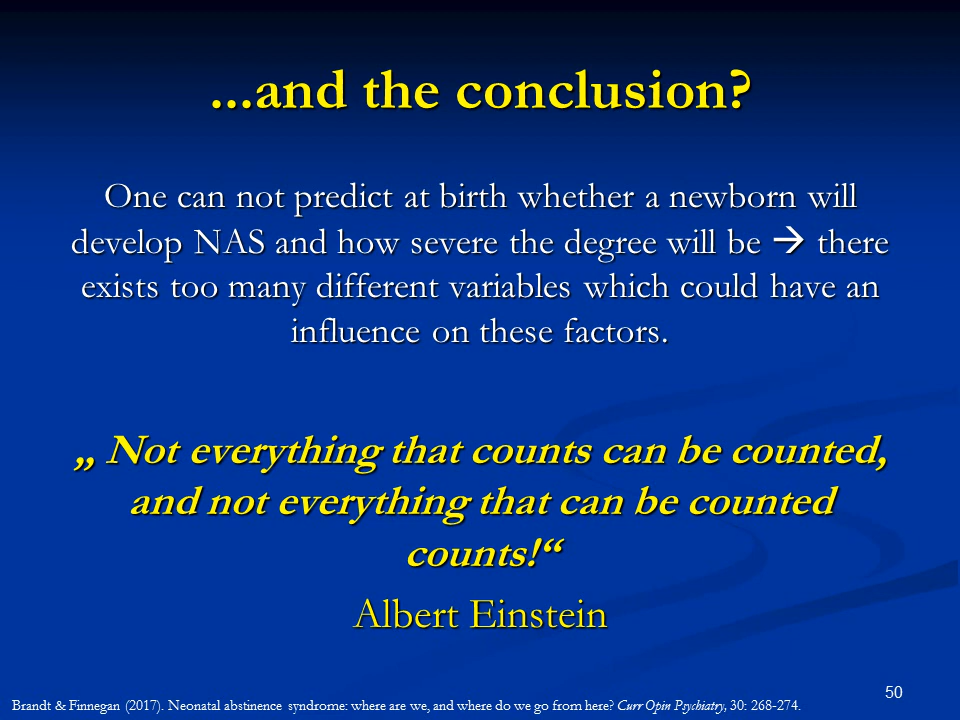 ...and the conclusion?
One can not predict at birth whether a newborn will
develop NAS and how severe the degree will be → there
exists too many different variables which could have an
influence on these factors.
„ Not everything that counts can be counted,
and not everything that can be counted
counts!“
Albert Einstein
50
Brandt & Finnegan (2017). Neonatal abstinence syndrome: where are we, and where do we go from here? Curr Opin Psychiatry, 30: 268-274.